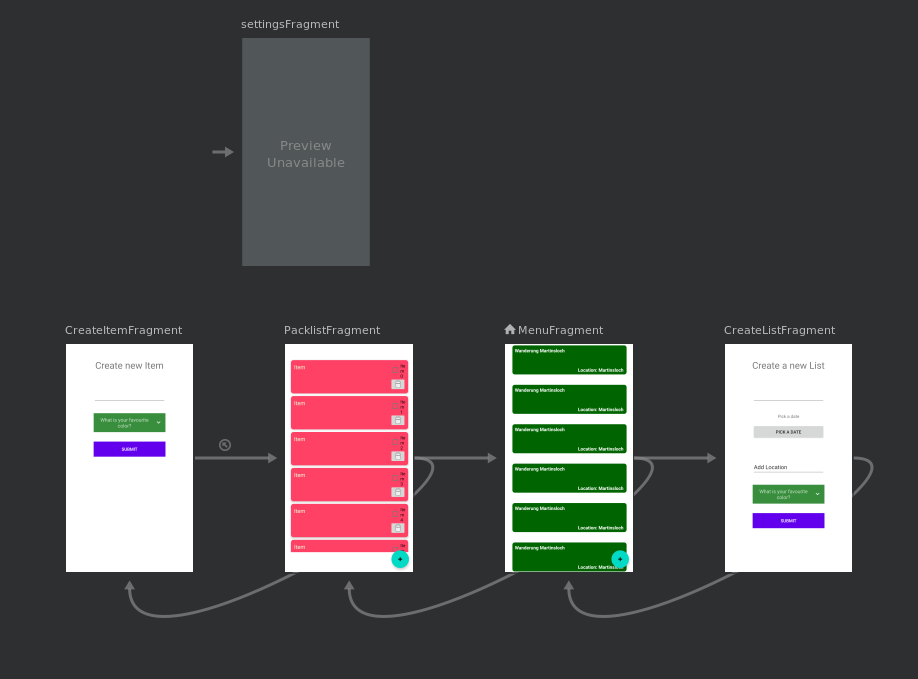 settingsFragment
Preview
Unavailable
CreateItemFragment
Create new Item
What is your favourite
color?
SUBMIT
PacklistFragment
Item
Item
Item
Item
Item
Item
MenuFragment
Wanderung Martinsloch
Location: Martinsloch
Wanderung Martinsloch
Location: Martinsloch
Wanderung Martinsloch
Location: Martinsloch
Wanderung Martinsloch
Location: Martinsloch
Wanderung Martinsloch
Location: Martinsloch
Wanderung Martinsloch
Location: Martinsloch
+
CreateListFragment
Create a new List
Pick a date
PICK A DATE
Add Location
What is your favourite
color?
SUBMIT